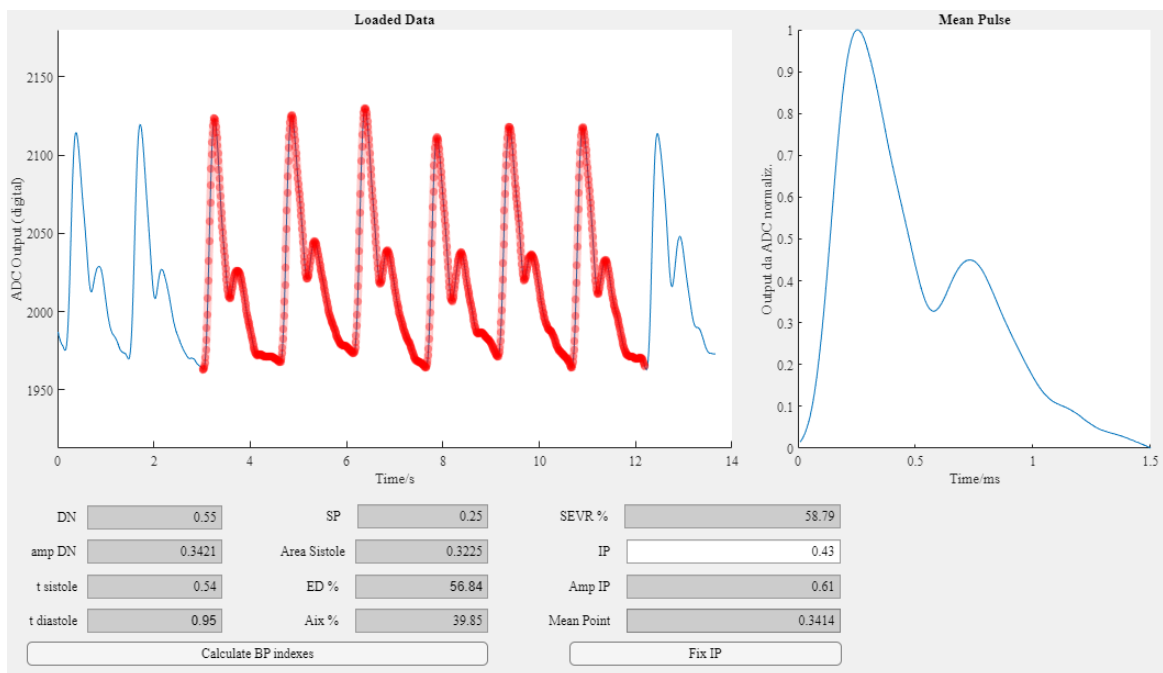 Loaded Data
ADC Output (digital)
2150
2100
2050
2000
1950
0 2 4 6 8 10 12 14
Time/s
Mean Pulse
Output da ADC normaliz.
1
0.9
0.8
0.7
0.6
0.5
0.4
0.3
0.2
0.1
0
0 0.5 1 1.5
Time/ms
DN 0.55 SP 0.25 SEVR % 58.79
amp DN 0.3421 Area Sistole 0.3225 IP 0.43
t sistole 0.54 ED % 56.84 Amp IP 0.61
t diastole 0.95 Aix % 39.85 Mean Point 0.3414
Calculate BP indexes Fix IP